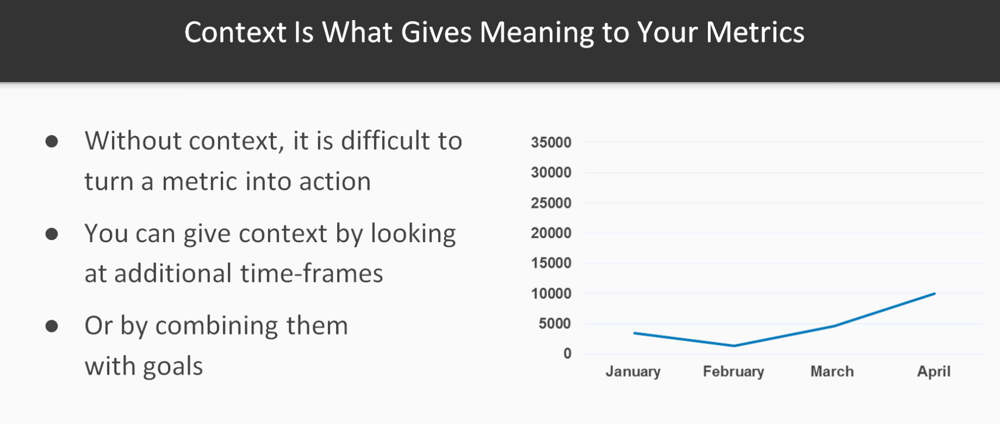 Context Is What Gives Meaning to Your Metrics
● Without context, it is difficult to
turn a metric into action
● You can give context by looking
at additional time-frames
● Or by combining them
with goals
35000
30000
25000
20000
15000
10000
5000
0
January February March April